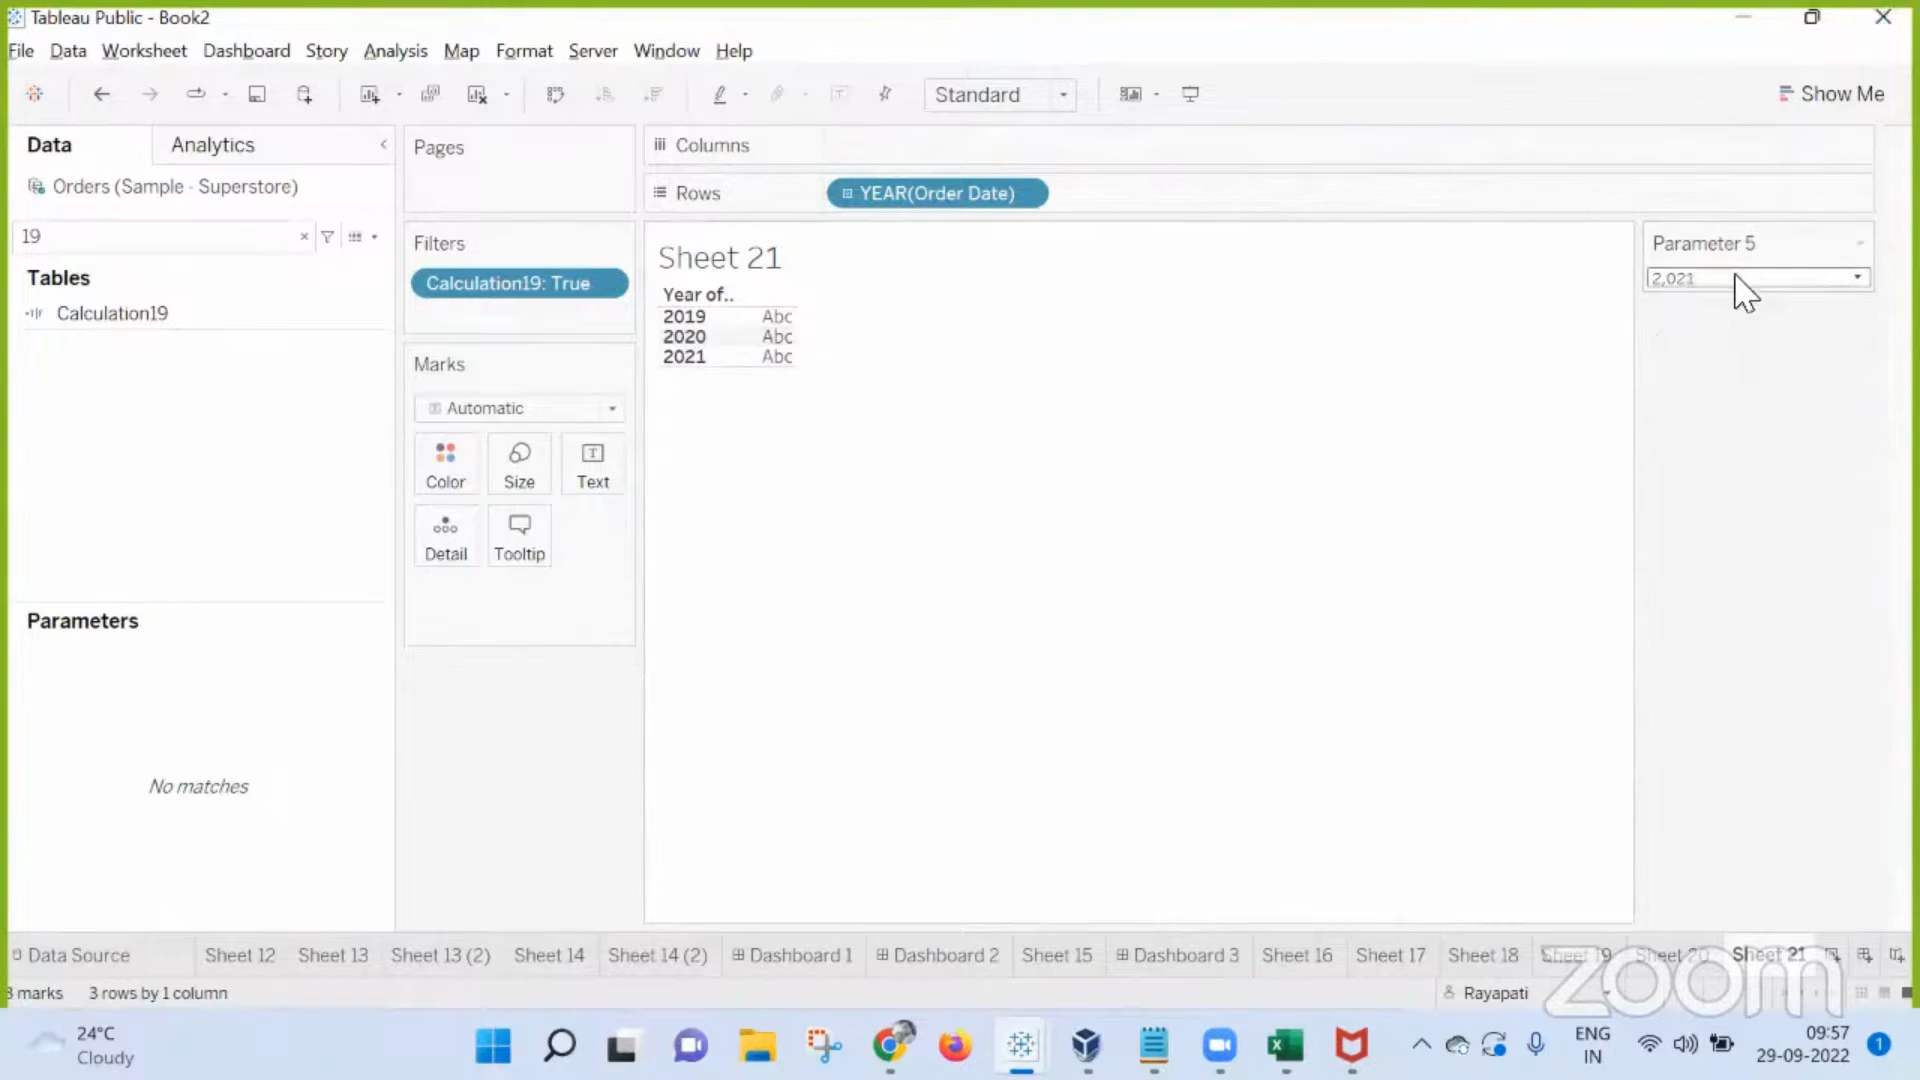 Tableau Public - Book2
File Data Worksheet Dashboard Story Analysis Map Format Server Window Help
Standard
Show Me
Data
Analytics
Orders (Sample - Superstore)
19
Tables
Calculation19
Parameters
No matches
Pages
Filters
Calculation19: True
Marks
Automatic
Color
Size
Text
Detail
Tooltip
Columns
Rows
YEAR(Order Date)
Sheet 21
Year of..
2019 Abc
2020 Abc
2021 Abc
Parameter 5
2,021
Data Source
Sheet 12
Sheet 13
Sheet 13 (2)
Sheet 14
Sheet 14 (2)
Dashboard 1
Dashboard 2
Sheet 15
Dashboard 3
Sheet 16
Sheet 17
Sheet 18
Sheet 19
Sheet 20
Sheet 21
zoom
3 marks
3 rows by 1 column
Rayapati
24°C
Cloudy
ENG
IN
09:57
29-09-2022
1